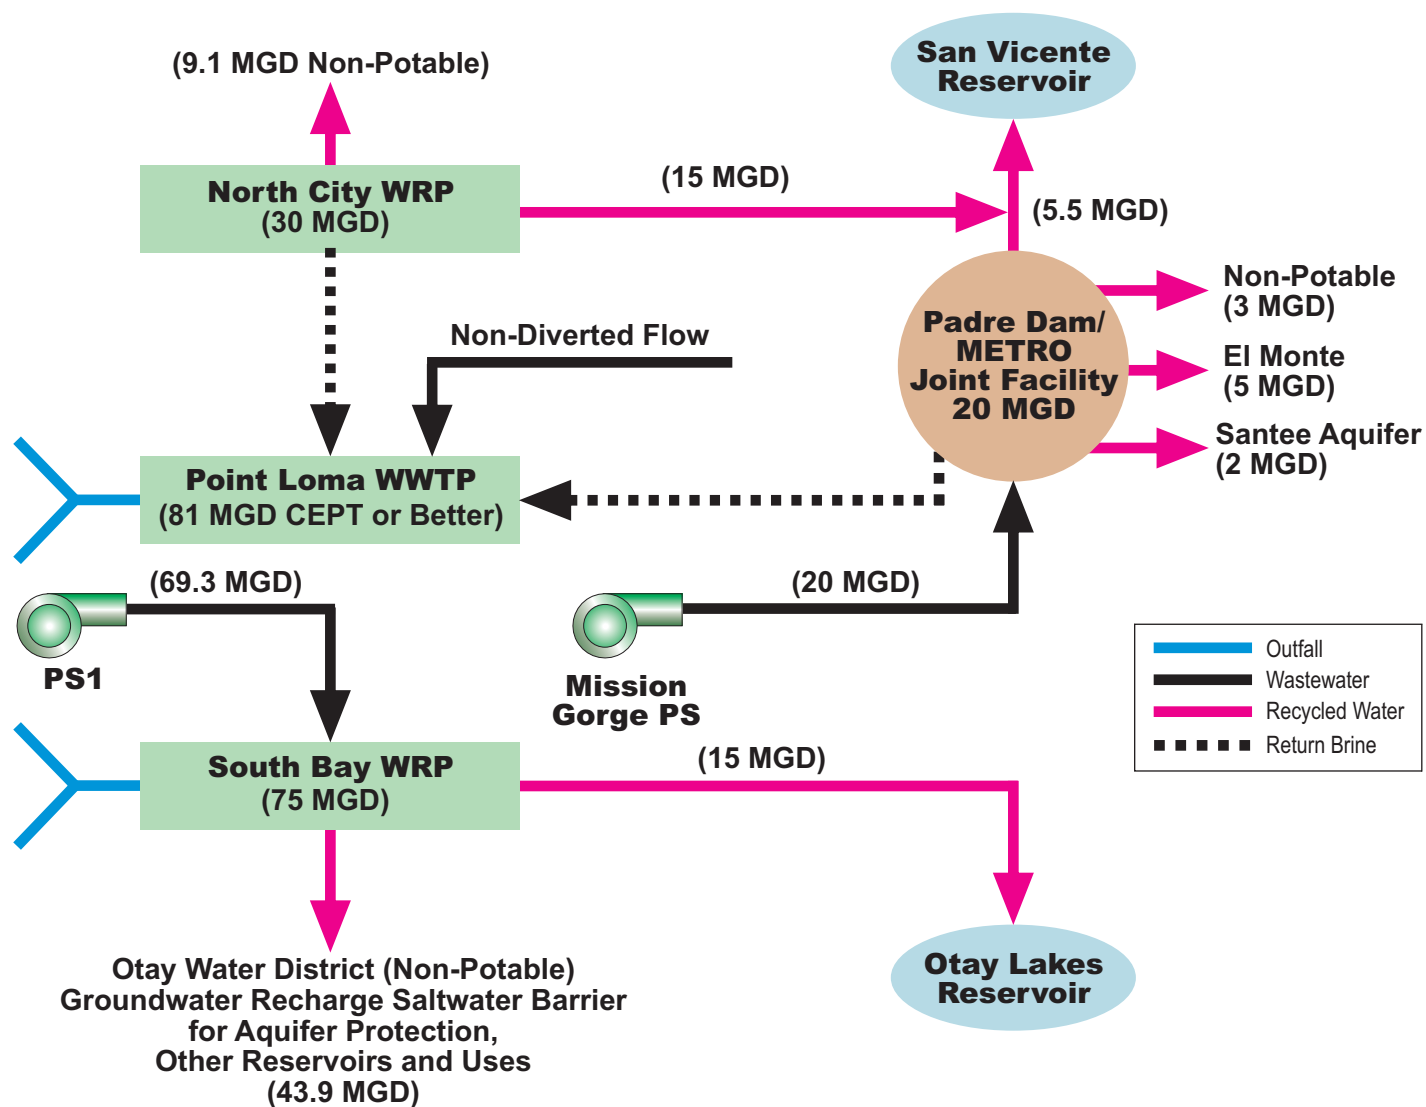 (9.1 MGD Non-Potable)
San Vicente
Reservoir
North City WRP
(30 MGD)
(15 MGD)
(5.5 MGD)
Non-Potable
(3 MGD)
Non-Diverted Flow
Padre Dam/
METRO
Joint Facility
20 MGD
El Monte
(5 MGD)
Santee Aquifer
(2 MGD)
Point Loma WWTP
(81 MGD CEPT or Better)
(69.3 MGD)
(20 MGD)
PS1
Mission
Gorge PS
Outfall
Wastewater
Recycled Water
Return Brine
South Bay WRP
(75 MGD)
(15 MGD)
Otay Water District (Non-Potable)
Groundwater Recharge Saltwater Barrier
for Aquifer Protection,
Other Reservoirs and Uses
(43.9 MGD)
Otay Lakes
Reservoir